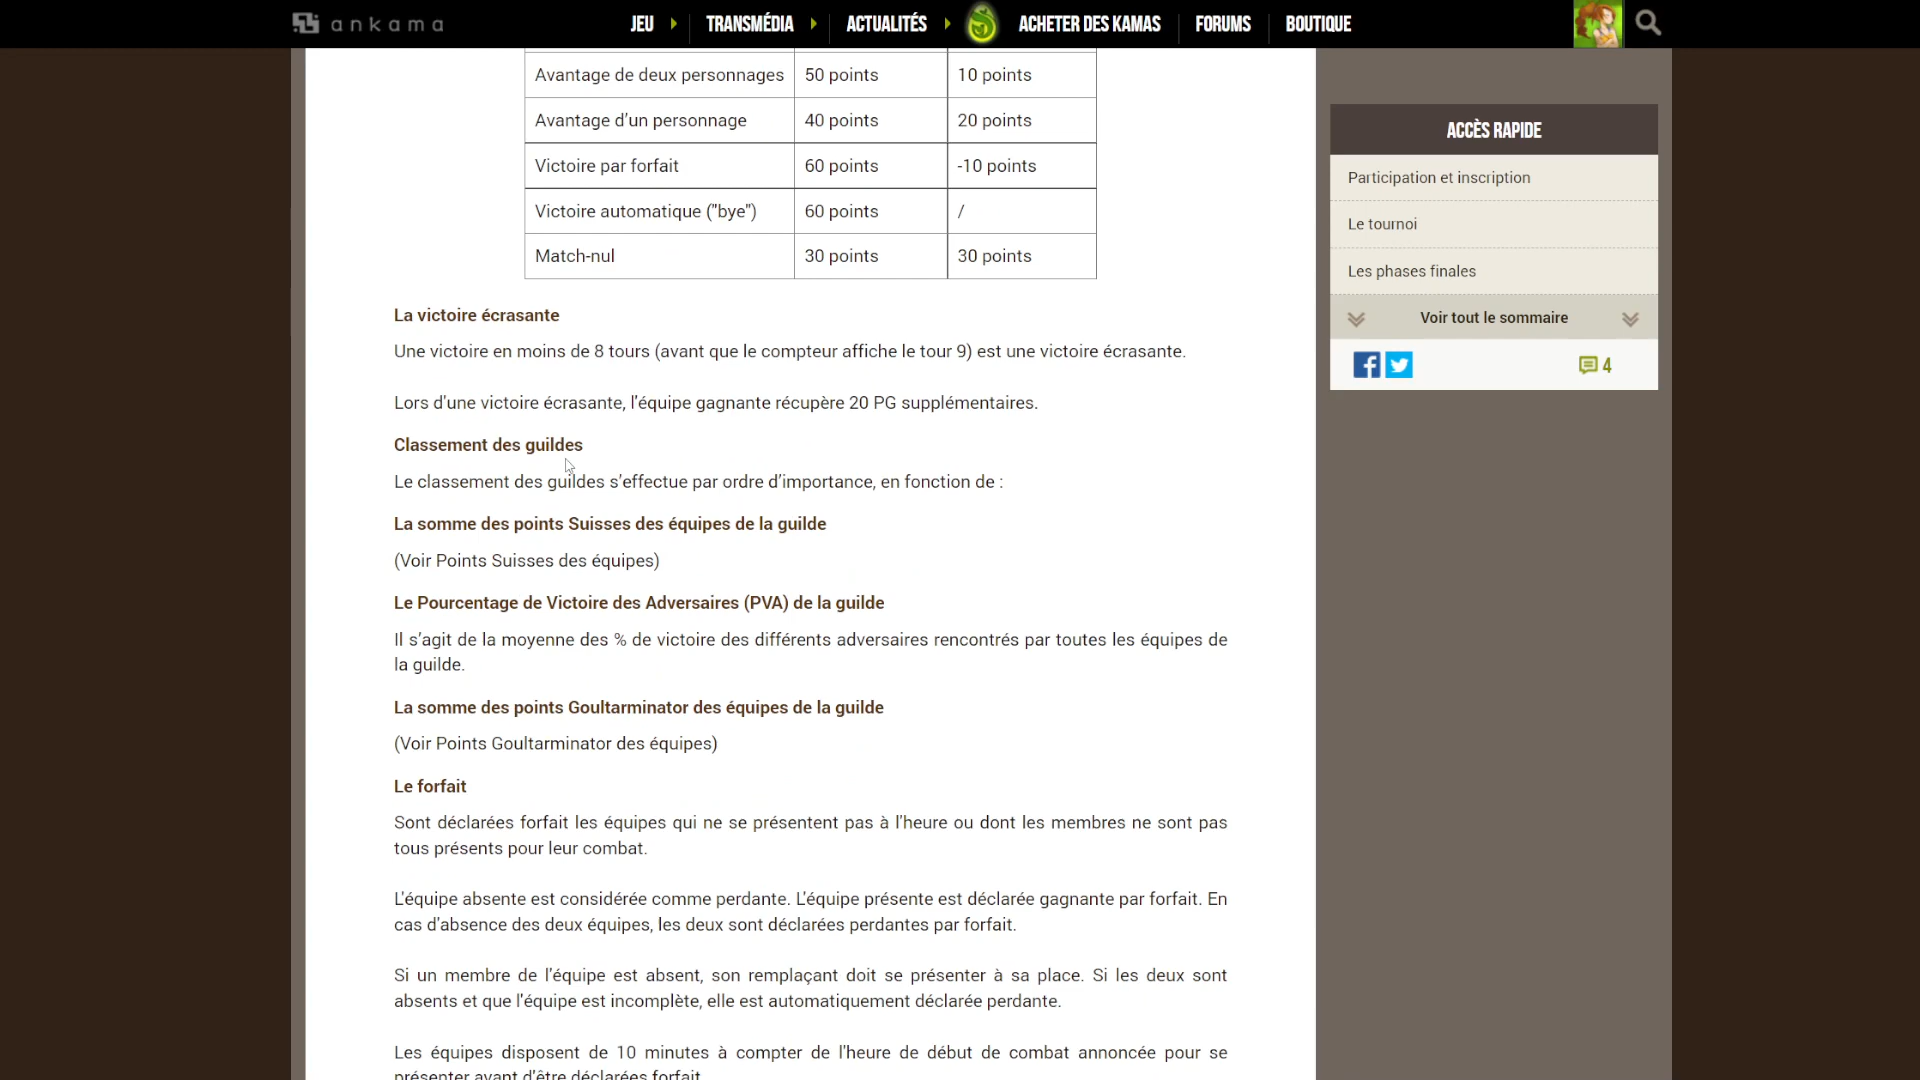 ankama
JEU
TRANSMÉDIA
ACTUALITÉS
ACHETER DES KAMAS
FORUMS
BOUTIQUE
Avantage de deux personnages 50 points 10 points
Avantage d’un personnage 40 points 20 points
Victoire par forfait 60 points -10 points
Victoire automatique ("bye") 60 points /
Match-nul 30 points 30 points
La victoire écrasante
Une victoire en moins de 8 tours (avant que le compteur affiche le tour 9) est une victoire écrasante.
Lors d'une victoire écrasante, l'équipe gagnante récupère 20 PG supplémentaires.
Classement des guildes
Le classement des guildes s’effectue par ordre d’importance, en fonction de :
La somme des points Suisses des équipes de la guilde
(Voir Points Suisses des équipes)
Le Pourcentage de Victoire des Adversaires (PVA) de la guilde
Il s’agit de la moyenne des % de victoire des différents adversaires rencontrés par toutes les équipes de
la guilde.
La somme des points Goultarminator des équipes de la guilde
(Voir Points Goultarminator des équipes)
Le forfait
Sont déclarées forfait les équipes qui ne se présentent pas à l’heure ou dont les membres ne sont pas
tous présents pour leur combat.
L'équipe absente est considérée comme perdante. L'équipe présente est déclarée gagnante par forfait. En
cas d'absence des deux équipes, les deux sont déclarées perdantes par forfait.
Si un membre de l'équipe est absent, son remplaçant doit se présenter à sa place. Si les deux sont
absents et que l'équipe est incomplète, elle est automatiquement déclarée perdante.
Les équipes disposent de 10 minutes à compter de l'heure de début de combat annoncée pour se
présenter avant d'être déclarées forfait.
ACCÈS RAPIDE
Participation et inscription
Le tournoi
Les phases finales
Voir tout le sommaire
4